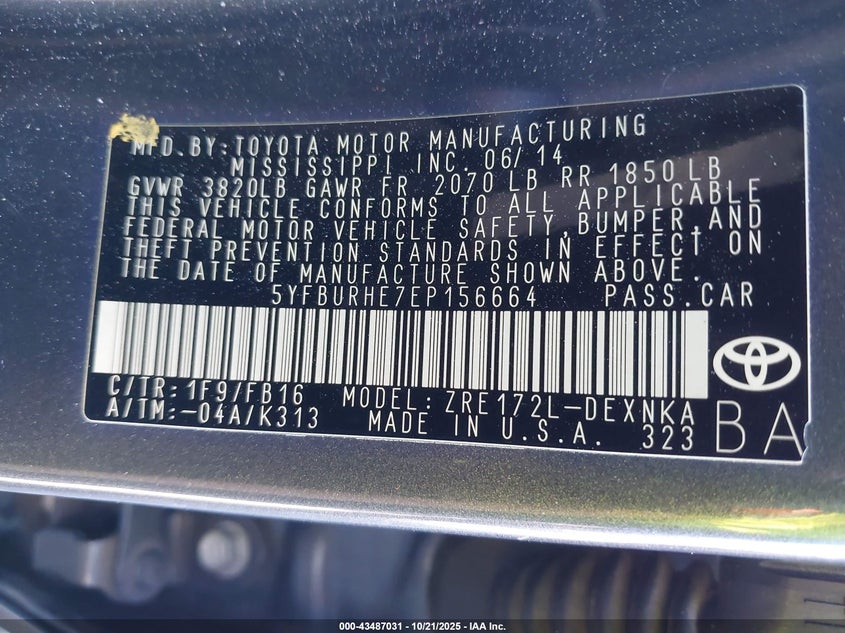 MFD. BY: TOYOTA MOTOR MANUFACTURING
MISSISSIPPI INC. 06/14
GVWR 3820LB GAWR FR 2070 LB RR 1850 LB
THIS VEHICLE CONFORMS TO ALL APPLICABLE
FEDERAL MOTOR VEHICLE SAFETY, BUMPER, AND
THEFT PREVENTION STANDARDS IN EFFECT ON
THE DATE OF MANUFACTURE SHOWN ABOVE.
5YFBURHE7EP156664 PASS. CAR
C/TR: 1F9/FB16 MODEL: ZRE172L-DEXNKA
A/TM: -04A/K313 MADE IN U.S.A. 323
BA
000-43487031 - 10/21/2025 - IAA Inc.